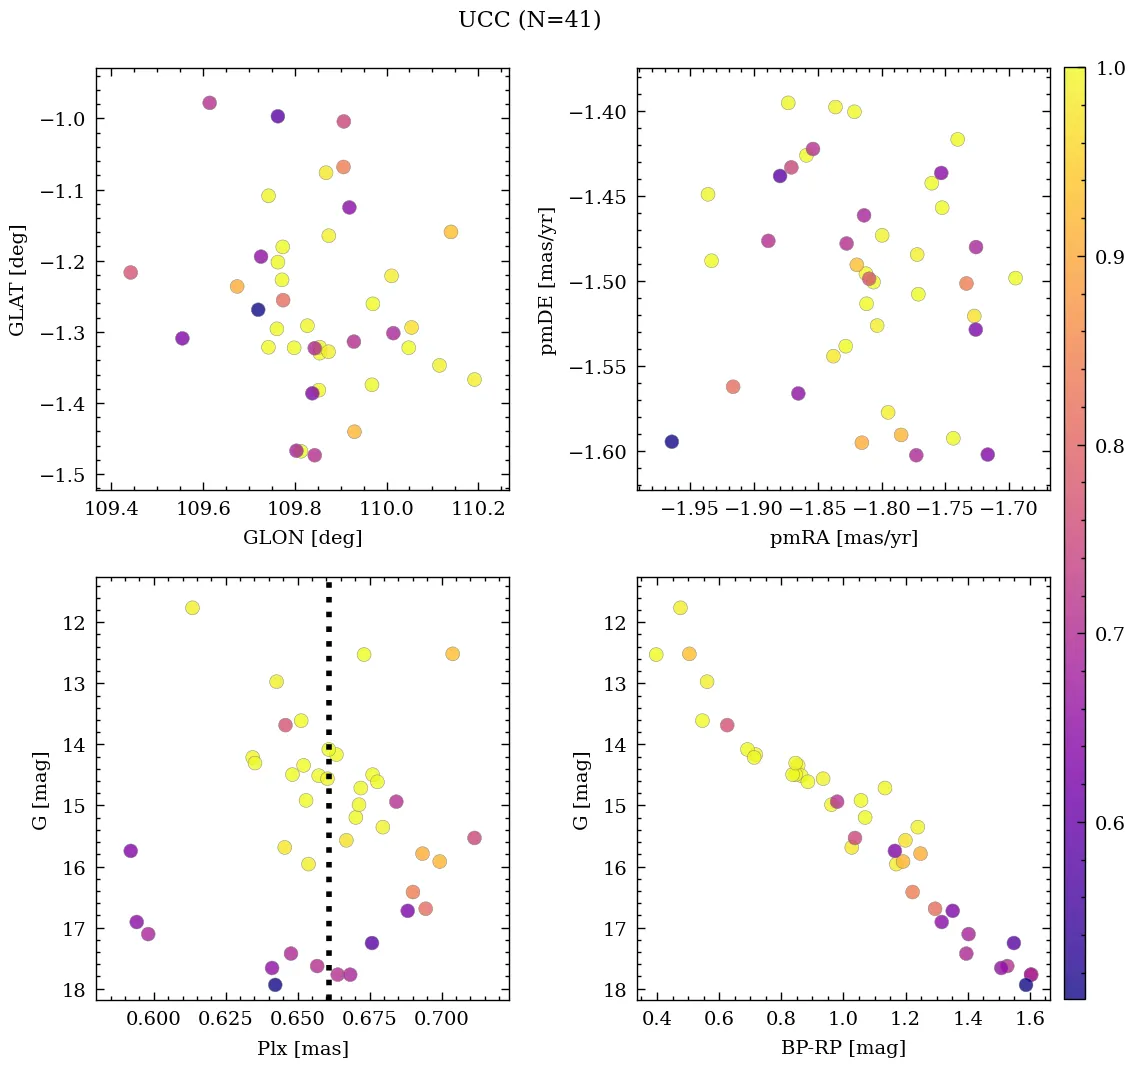 UCC (N=41)
−1.0
−1.1
−1.2
−1.3
−1.4
−1.5
GLAT [deg]
109.4 109.6 109.8 110.0 110.2
GLON [deg]
−1.40
−1.45
−1.50
−1.55
−1.60
pmDE [mas/yr]
−1.95 −1.90 −1.85 −1.80 −1.75 −1.70
pmRA [mas/yr]
12
13
14
15
16
17
18
G [mag]
0.600 0.625 0.650 0.675 0.700
Plx [mas]
12
13
14
15
16
17
18
G [mag]
0.4 0.6 0.8 1.0 1.2 1.4 1.6
BP-RP [mag]
1.0
0.9
0.8
0.7
0.6